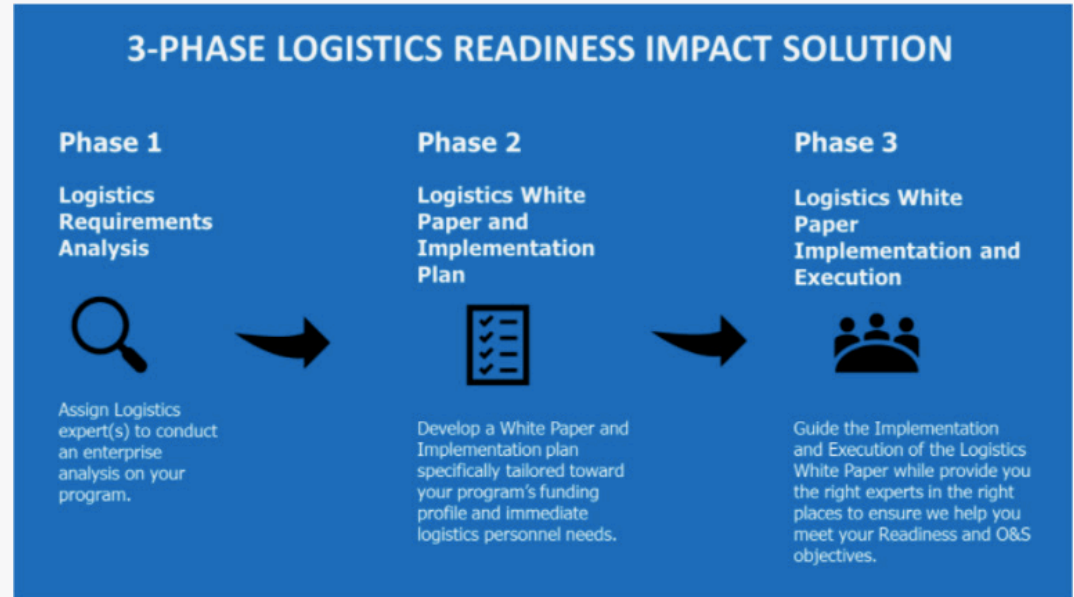 3-PHASE LOGISTICS READINESS IMPACT SOLUTION
Phase 1
Logistics
Requirements
Analysis
Assign Logistics
expert(s) to conduct
an enterprise
analysis on your
program.
Phase 2
Logistics White
Paper and
Implementation
Plan
Develop a White Paper and
Implementation plan
specifically tailored toward
your program's funding
profile and immediate
logistics personnel needs.
Phase 3
Logistics White
Paper
Implementation and
Execution
Guide the Implementation
and Execution of the Logistics
White Paper while provide you
the right experts in the right
places to ensure we help you
meet your Readiness and O&S
objectives.